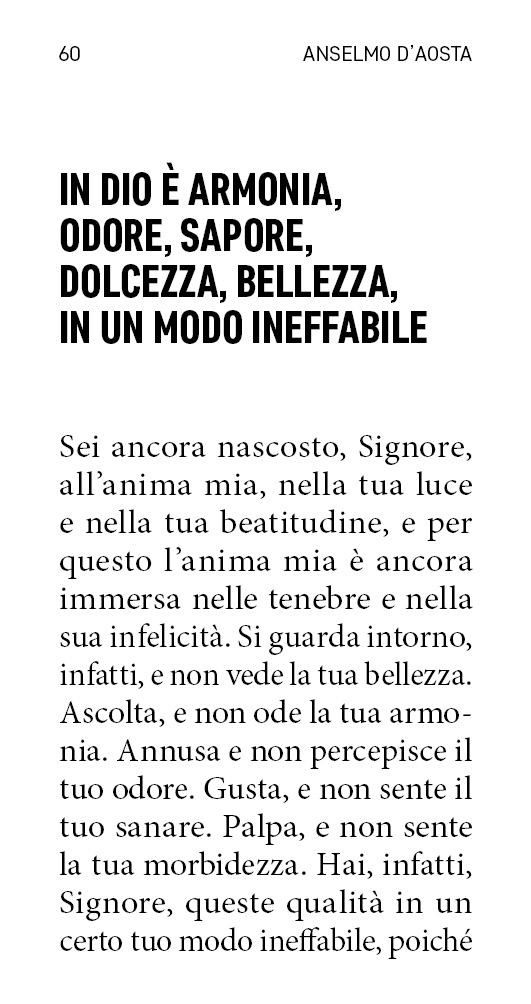 60 ANSELMO D'AOSTA
IN DIO È ARMONIA,
ODORE, SAPORE,
DOLCEZZA, BELLEZZA,
IN UN MODO INEFFABILE
Sei ancora nascosto, Signore,
all’anima mia, nella tua luce
e nella tua beatitudine, e per
questo l’anima mia è ancora
immersa nelle tenebre e nella
sua infelicità. Si guarda intorno,
infatti, e non vede la tua bellezza.
Ascolta, e non ode la tua armo-
nia. Annusa e non percepisce il
tuo odore. Gusta, e non sente il
tuo sanare. Palpa, e non sente
la tua morbidezza. Hai, infatti,
Signore, queste qualità in un
certo tuo modo ineffabile, poiché